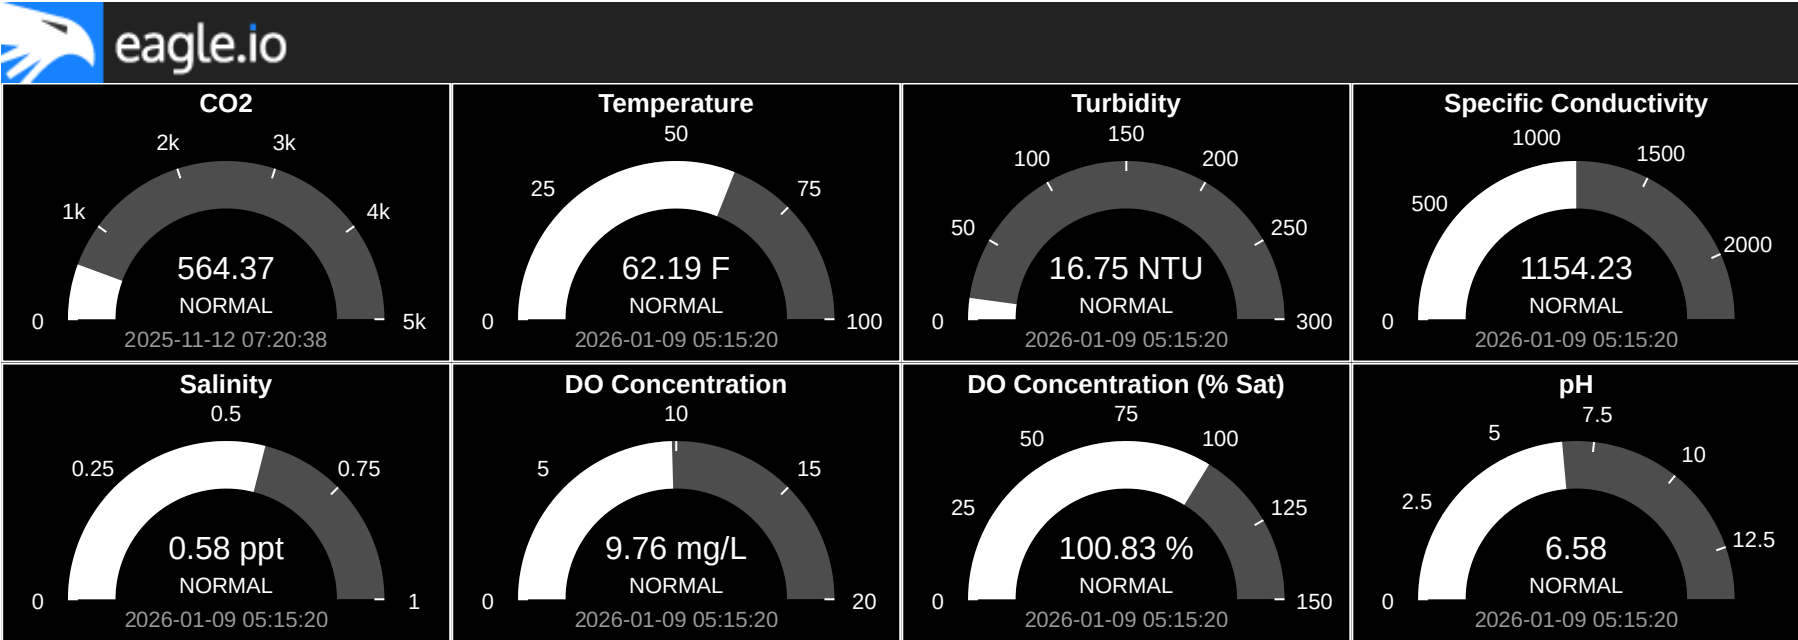 eagle.io
CO2
2k
3k
1k
4k
564.37
NORMAL
0
5k
2025-11-12 07:20:38
Temperature
50
25
75
62.19 F
NORMAL
0
100
2026-01-09 05:15:20
Turbidity
150
100
200
50
250
16.75 NTU
NORMAL
0
300
2026-01-09 05:15:20
Specific Conductivity
1000
1500
500
2000
1154.23
NORMAL
0
2026-01-09 05:15:20
Salinity
0.5
0.25
0.75
0.58 ppt
NORMAL
0
1
2026-01-09 05:15:20
DO Concentration
10
5
15
9.76 mg/L
NORMAL
0
20
2026-01-09 05:15:20
DO Concentration (% Sat)
75
50
100
25
125
100.83 %
NORMAL
0
150
2026-01-09 05:15:20
pH
7.5
5
10
2.5
12.5
6.58
NORMAL
0
2026-01-09 05:15:20